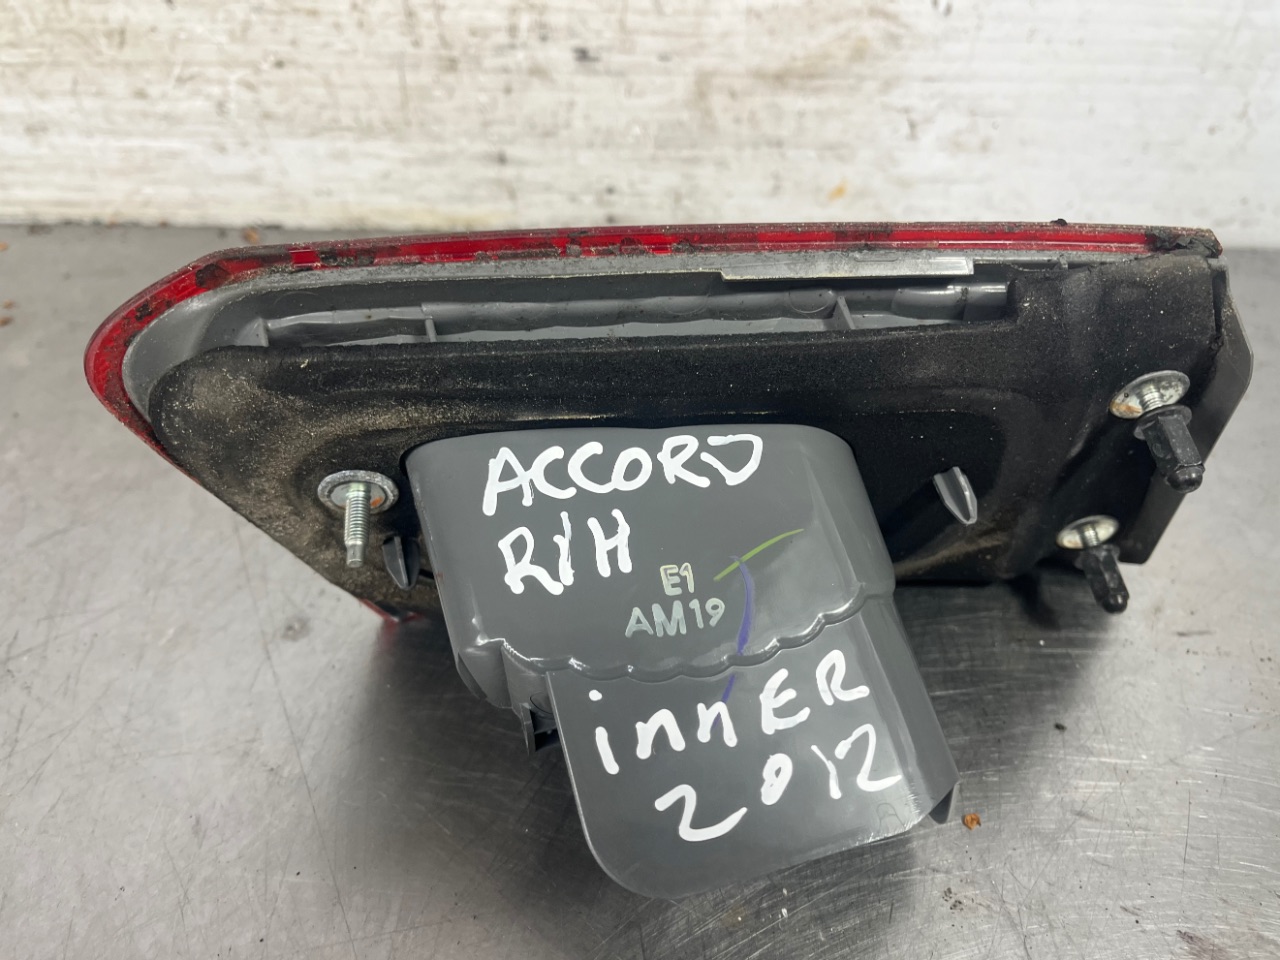 ACCORD
R/H
E1
AM19
innER
2012